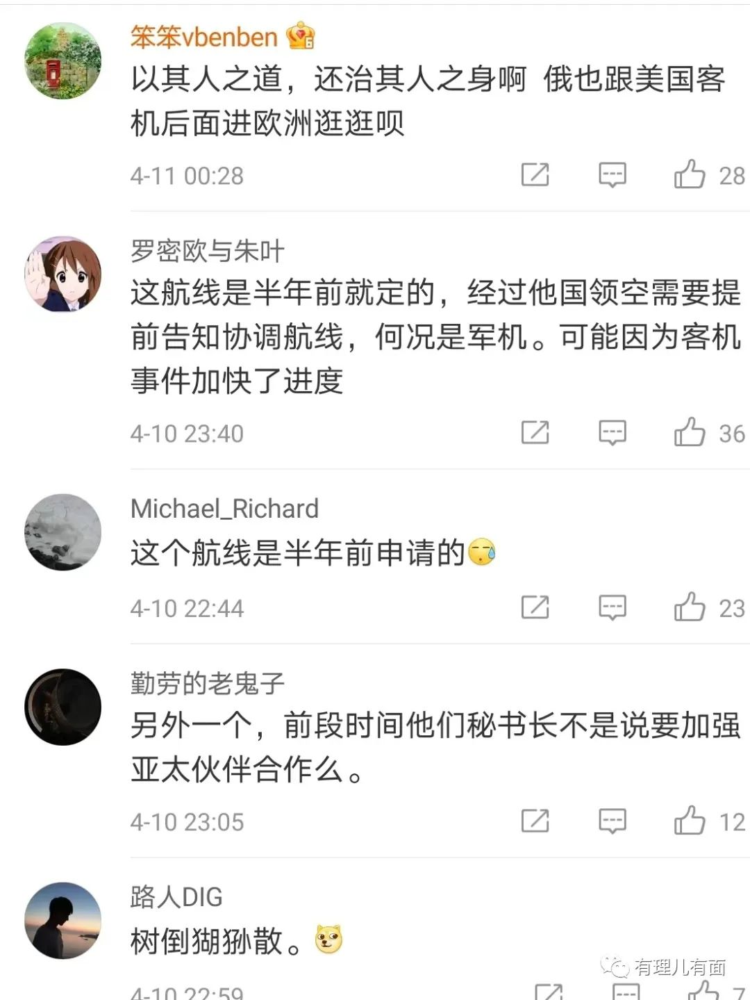 笨笨vbenben
以其人之道，还治其人之身啊 俄也跟美国客
机后面进欧洲逛逛呗
4-11 00:28
28
罗密欧与朱叶
这航线是半年前就定的，经过他国领空需要提
前告知协调航线，何况是军机。可能因为客机
事件加快了进度
4-10 23:40
36
Michael_Richard
这个航线是半年前申请的
4-10 22:44
23
勤劳的老鬼子
另外一个，前段时间他们秘书长不是说要加强
亚太伙伴合作么。
4-10 23:05
12
路人DIG
树倒猢狲散。
有理儿有面
4-10 22:59
7